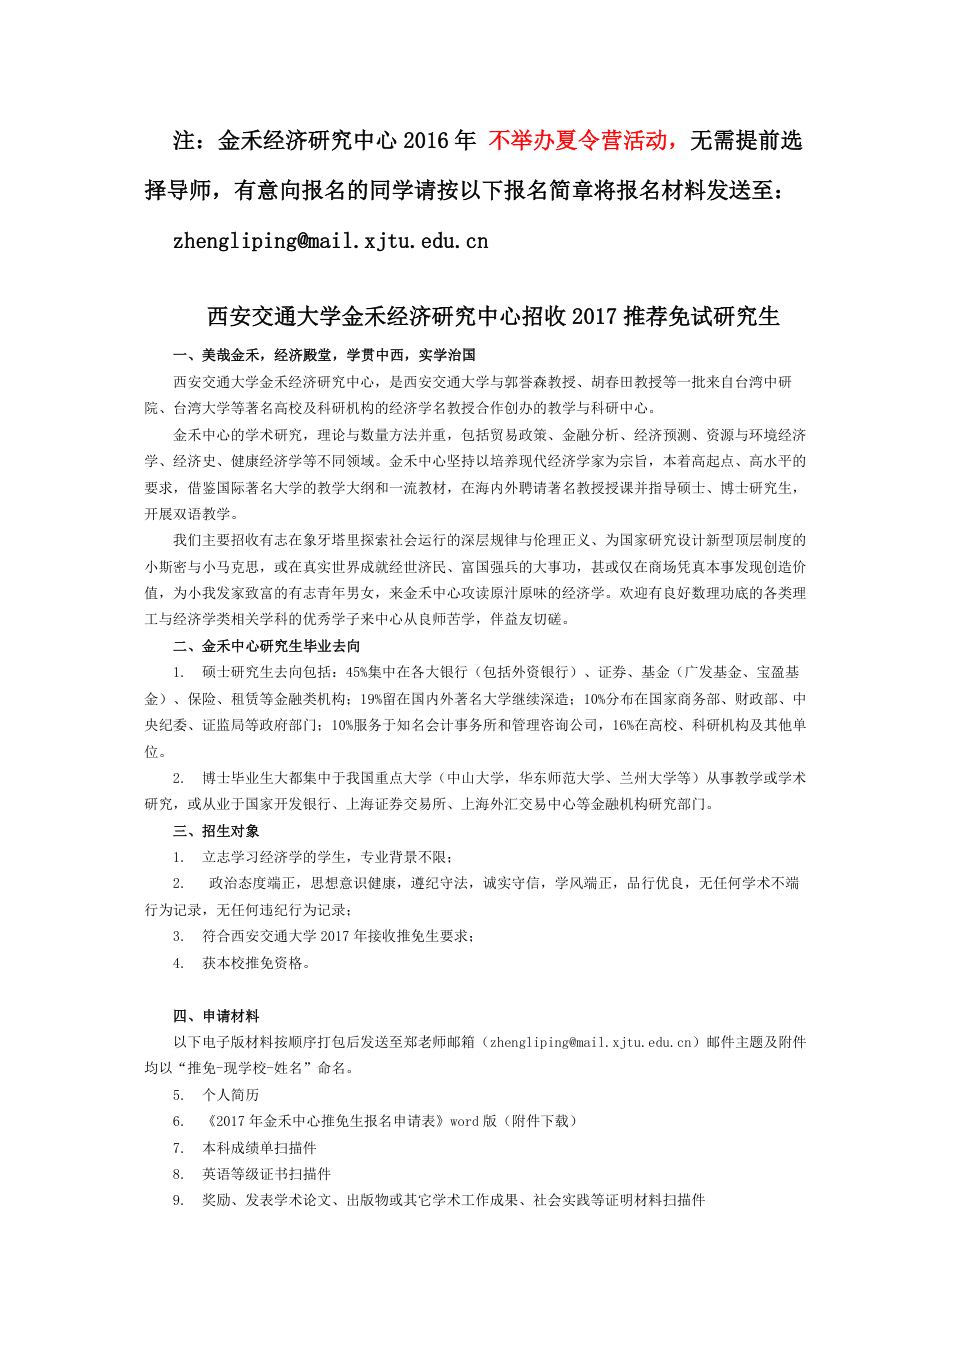 注：金禾经济研究中心 2016 年 不举办夏令营活动，无需提前选
择导师，有意向报名的同学请按以下报名简章将报名材料发送至：
zhengliping@mail.xjtu.edu.cn
西安交通大学金禾经济研究中心招收 2017 推荐免试研究生
一、美哉金禾，经济殿堂，学贯中西，实学治国
西安交通大学金禾经济研究中心，是西安交通大学与郭誉森教授、胡春田教授等一批来自台湾中研
院、台湾大学等著名高校及科研机构的经济学名教授合作创办的教学与科研中心。
金禾中心的学术研究，理论与数量方法并重，包括贸易政策、金融分析、经济预测、资源与环境经济
学、经济史、健康经济学等不同领域。金禾中心坚持以培养现代经济学家为宗旨，本着高起点、高水平的
要求，借鉴国际著名大学的教学大纲和一流教材，在海内外聘请著名教授授课并指导硕士、博士研究生，
开展双语教学。
我们主要招收有志在象牙塔里探索社会运行的深层规律与伦理正义、为国家研究设计新型顶层制度的
小斯密与小马克思，或在真实世界成就经世济民、富国强兵的大事功，甚或仅在商场凭真本事发现创造价
值，为小我发家致富的有志青年男女，来金禾中心攻读原汁原味的经济学。欢迎有良好数理功底的各类理
工与经济学类相关学科的优秀学子来中心从良师苦学，伴益友切磋。
二、金禾中心研究生毕业去向
1. 硕士研究生去向包括：45%集中在各大银行（包括外资银行）、证券、基金（广发基金、宝盈基
金）、保险、租赁等金融类机构；19%留在国内外著名大学继续深造；10%分布在国家商务部、财政部、中
央纪委、证监局等政府部门；10%服务于知名会计事务所和管理咨询公司，16%在高校、科研机构及其他单
位。
2. 博士毕业生大都集中于我国重点大学（中山大学，华东师范大学、兰州大学等）从事教学或学术
研究，或从业于国家开发银行、上海证券交易所、上海外汇交易中心等金融机构研究部门。
三、招生对象
1. 立志学习经济学的学生，专业背景不限；
2. 政治态度端正，思想意识健康，遵纪守法，诚实守信，学风端正，品行优良，无任何学术不端
行为记录，无任何违纪行为记录；
3. 符合西安交通大学 2017 年接收推免生要求；
4. 获本校推免资格。
四、申请材料
以下电子版材料按顺序打包后发送至郑老师邮箱（zhengliping@mail.xjtu.edu.cn）邮件主题及附件
均以“推免-现学校-姓名”命名。
5. 个人简历
6. 《2017 年金禾中心推免生报名申请表》word 版（附件下载）
7. 本科成绩单扫描件
8. 英语等级证书扫描件
9. 奖励、发表学术论文、出版物或其它学术工作成果、社会实践等证明材料扫描件